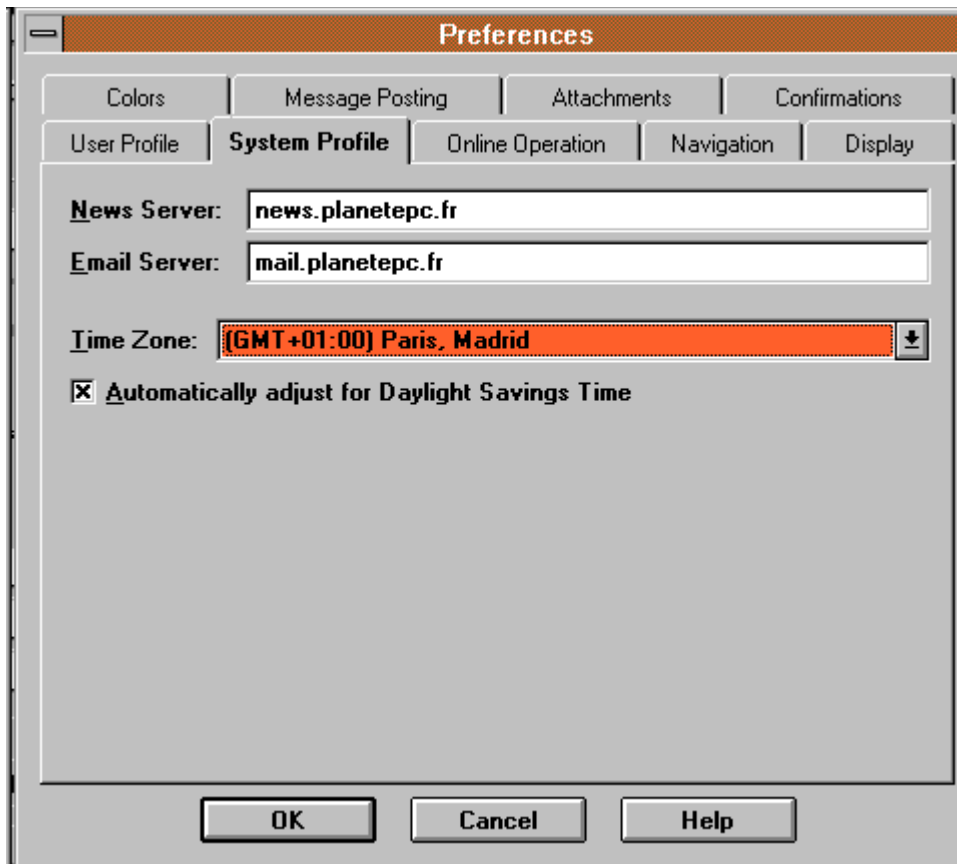 Preferences
Colors Message Posting Attachments Confirmations
User Profile System Profile Online Operation Navigation Display
News Server: news.planetepc.fr
Email Server: mail.planetepc.fr
Time Zone: (GMT+01:00) Paris, Madrid
Automatically adjust for Daylight Savings Time
OK Cancel Help